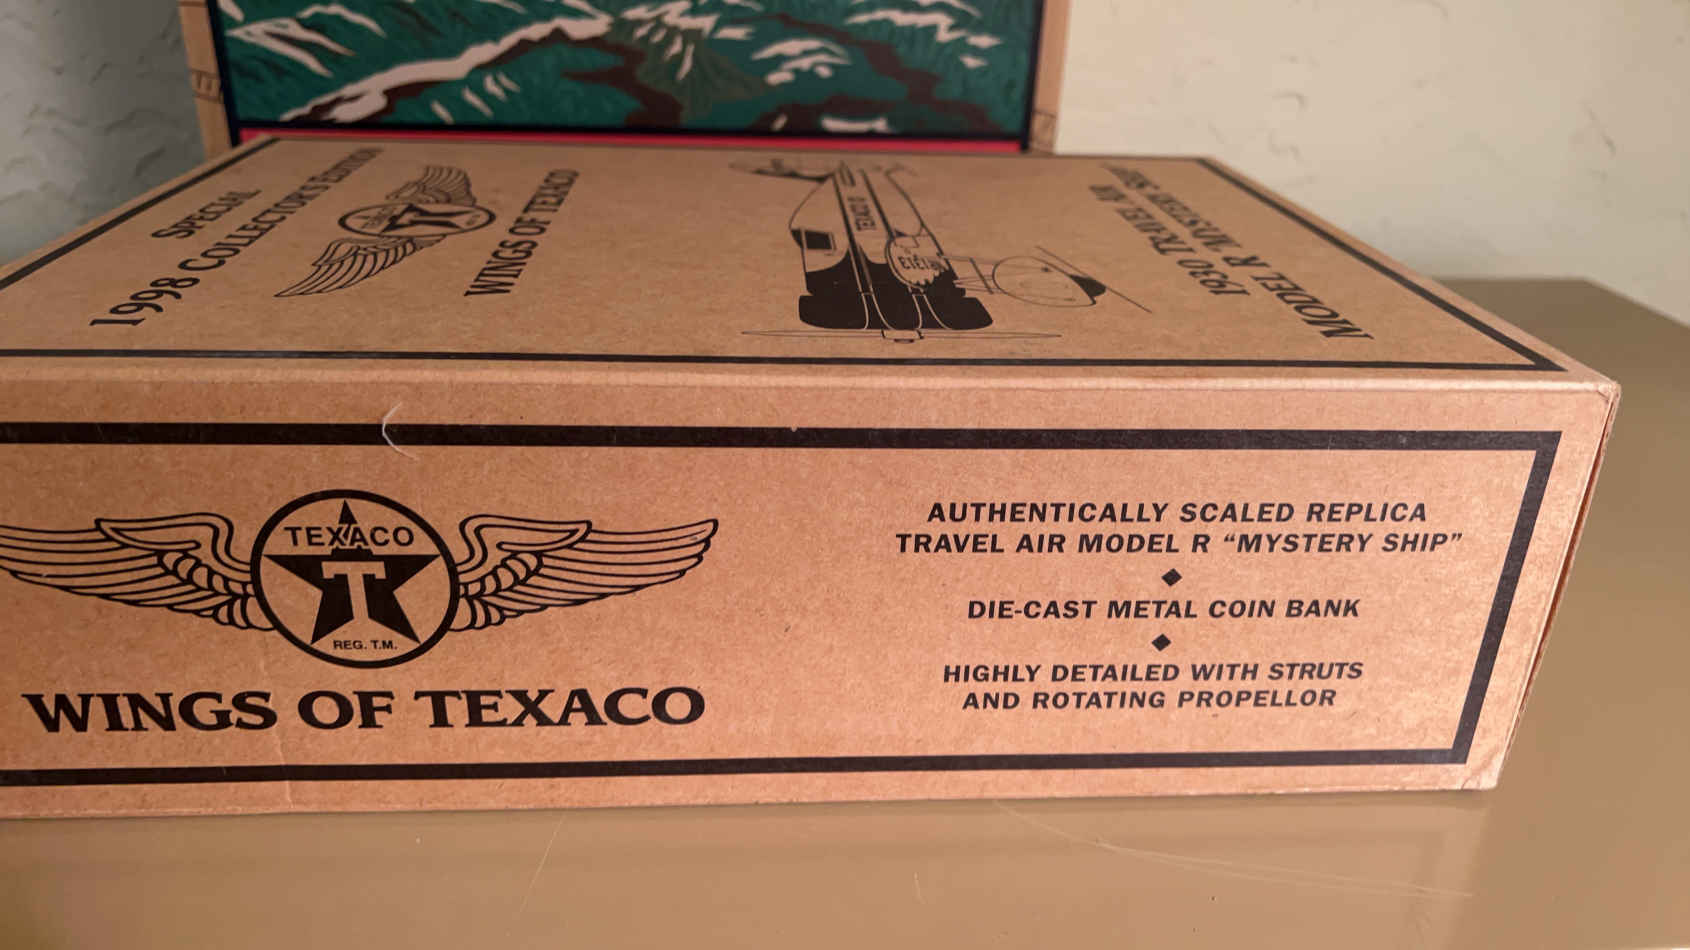 SPECIAL
1998 COLLECTOR'S EDITION
WINGS OF TEXACO
TEXACO
1930 TRAVEL AIR
MODEL R "MYSTERY SHIP"
TEXACO
T
REG. T.M.
WINGS OF TEXACO
AUTHENTICALLY SCALED REPLICA
TRAVEL AIR MODEL R “MYSTERY SHIP”
DIE-CAST METAL COIN BANK
HIGHLY DETAILED WITH STRUTS
AND ROTATING PROPELLOR